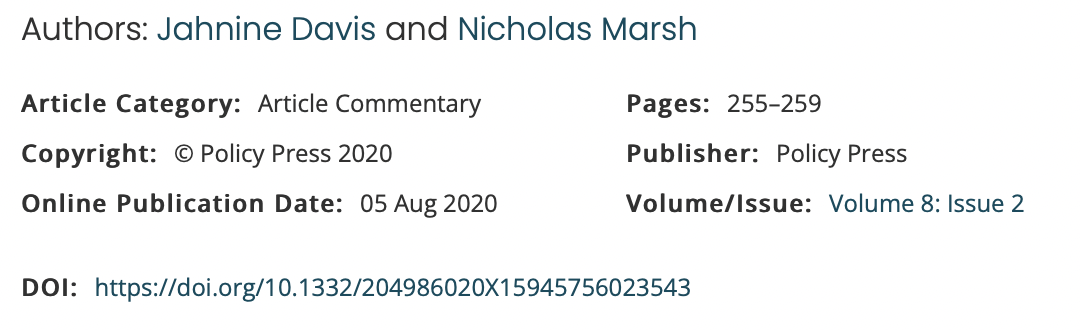 Authors: Jahnine Davis and Nicholas Marsh
Article Category: Article Commentary
Pages: 255–259
Copyright: © Policy Press 2020
Publisher: Policy Press
Online Publication Date: 05 Aug 2020
Volume/Issue: Volume 8: Issue 2
DOI: https://doi.org/10.1332/204986020X15945756023543